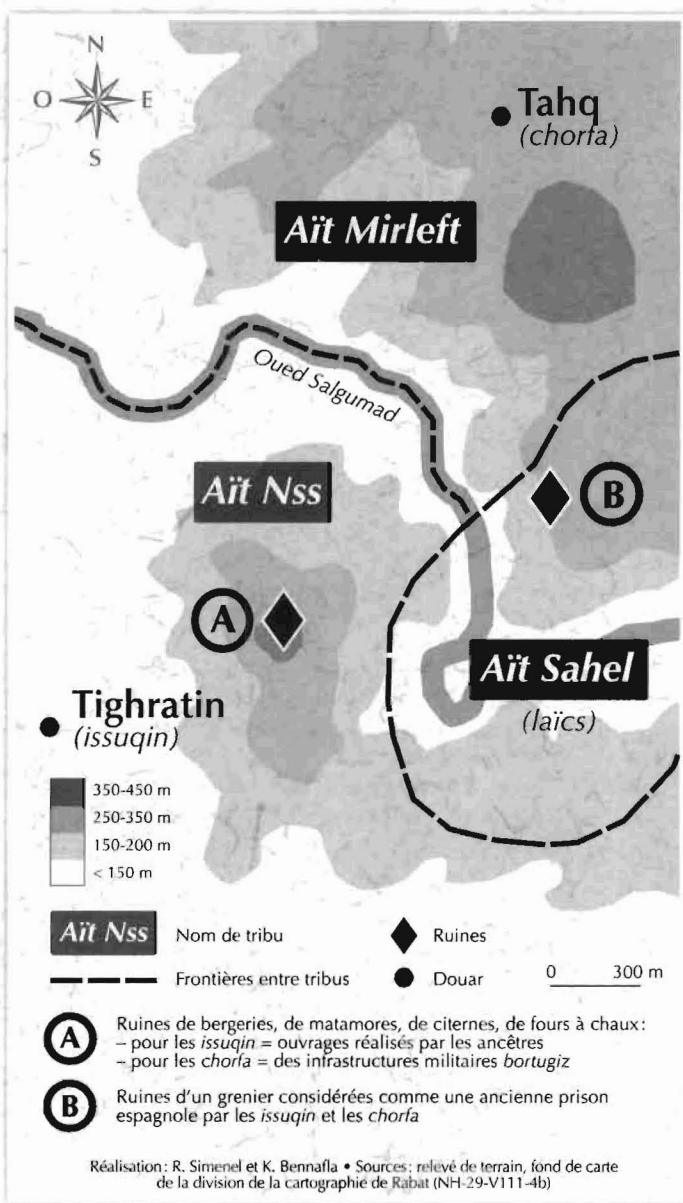 N
O E
S
Tahq
(chorfa)
Aït Mirleft
Oued Salgumad
Aït Nss
B
A
Aït Sahel
(laïcs)
Tighratin
(issuqin)
350-450 m
250-350 m
150-200 m
< 150 m
Aït Nss Nom de tribu
Ruines
Frontières entre tribus
Douar
0 300 m
A Ruines de bergeries, de matamores, de citernes, de fours à chaux :
– pour les issuqin = ouvrages réalisés par les ancêtres
– pour les chorfa = des infrastructures militaires bortugiz
B Ruines d'un grenier considérées comme une ancienne prison
espagnole par les issuqin et les chorfa
Réalisation : R. Simenel et K. Bennafla • Sources : relevé de terrain, fond de carte
de la division de la cartographie de Rabat (NH-29-V111-4b)